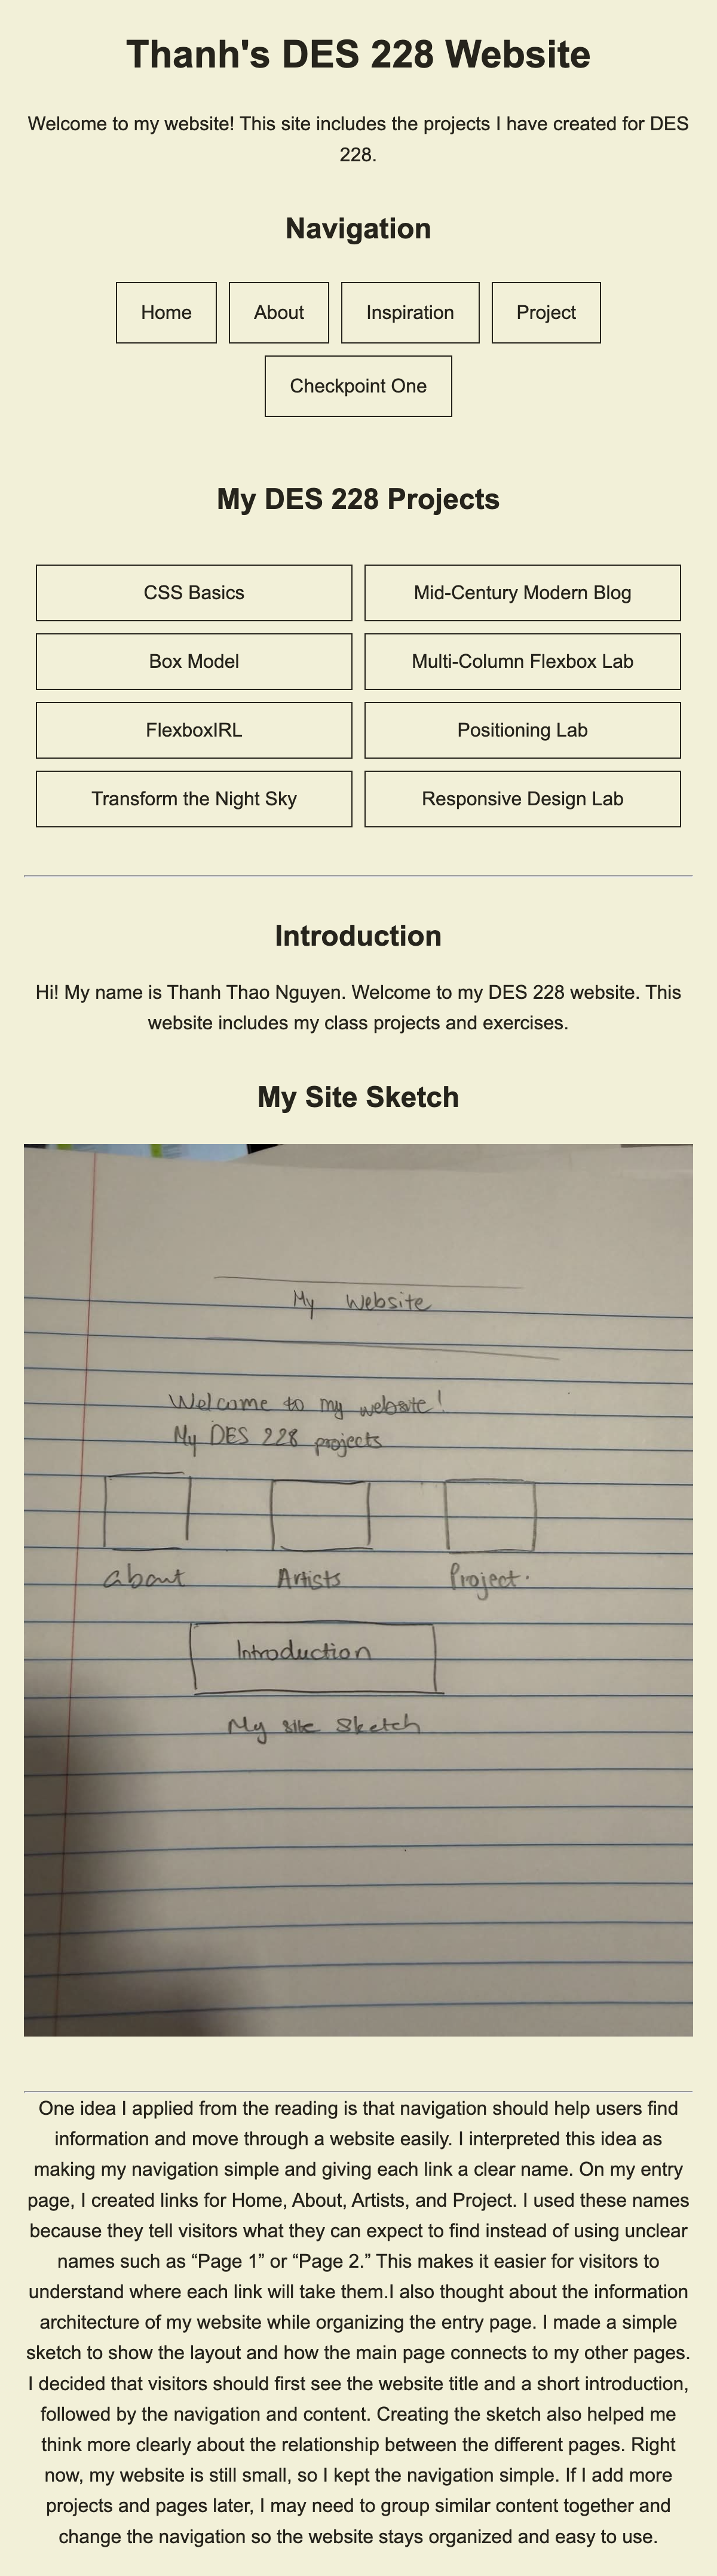 Thanh's DES 228 Website
Welcome to my website! This site includes the projects I have created for DES
228.
Navigation
Home About Inspiration Project
Checkpoint One
My DES 228 Projects
CSS Basics Mid-Century Modern Blog
Box Model Multi-Column Flexbox Lab
FlexboxIRL Positioning Lab
Transform the Night Sky Responsive Design Lab
Introduction
Hi! My name is Thanh Thao Nguyen. Welcome to my DES 228 website. This
website includes my class projects and exercises.
My Site Sketch
My Website
Welcome to my website!
My DES 228 projects
about Artists Project.
Introduction
My site Sketch
One idea I applied from the reading is that navigation should help users find
information and move through a website easily. I interpreted this idea as
making my navigation simple and giving each link a clear name. On my entry
page, I created links for Home, About, Artists, and Project. I used these names
because they tell visitors what they can expect to find instead of using unclear
names such as “Page 1” or “Page 2.” This makes it easier for visitors to
understand where each link will take them.I also thought about the information
architecture of my website while organizing the entry page. I made a simple
sketch to show the layout and how the main page connects to my other pages.
I decided that visitors should first see the website title and a short introduction,
followed by the navigation and content. Creating the sketch also helped me
think more clearly about the relationship between the different pages. Right
now, my website is still small, so I kept the navigation simple. If I add more
projects and pages later, I may need to group similar content together and
change the navigation so the website stays organized and easy to use.